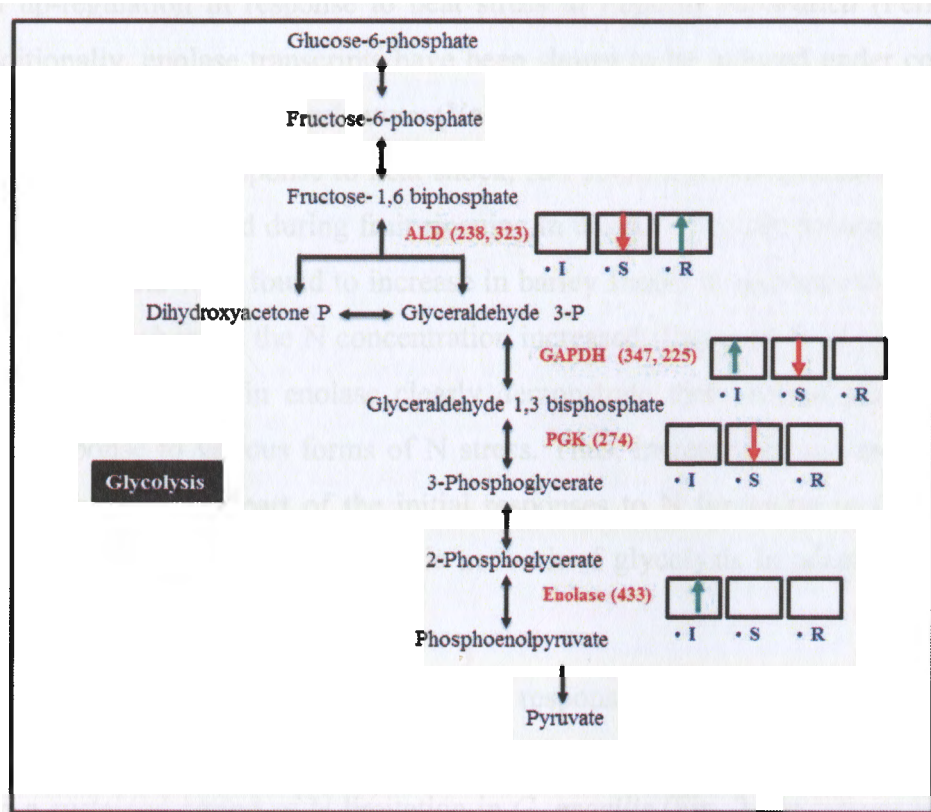 Glucose-6-phosphate
Fructose-6-phosphate
Fructose- 1,6 biphosphate
ALD (238, 323)
· I · S · R
Dihydroxyacetone P
Glyceraldehyde 3-P
GAPDH (347, 225)
· I · S · R
Glyceraldehyde 1,3 bisphosphate
PGK (274)
· I · S · R
Glycolysis
3-Phosphoglycerate
2-Phosphoglycerate
Enolase (433)
· I · S · R
Phosphoenolpyruvate
Pyruvate